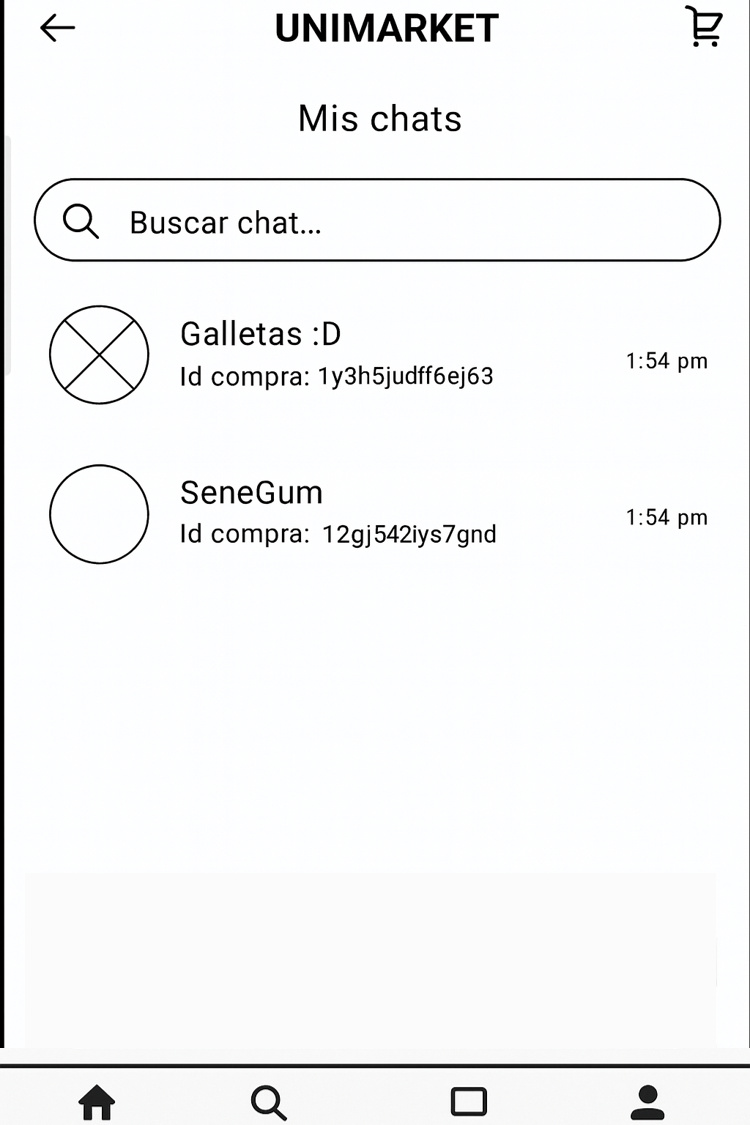 UNIMARKET
Mis chats
Buscar chat...
Galletas :D
Id compra: 1y3h5judff6ej63
1:54 pm
SeneGum
Id compra: 12gj542iys7gnd
1:54 pm